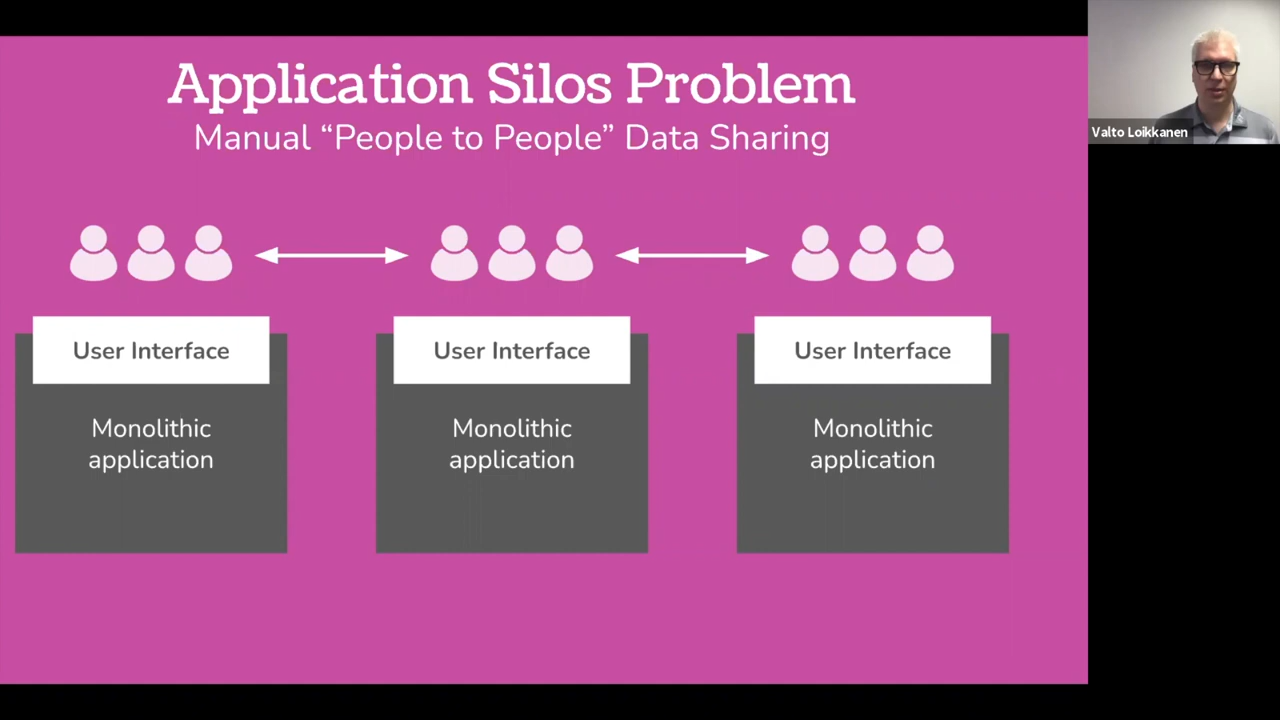 Application Silos Problem
Manual “People to People” Data Sharing
Valto Loikkanen
User Interface
User Interface
User Interface
Monolithic
application
Monolithic
application
Monolithic
application